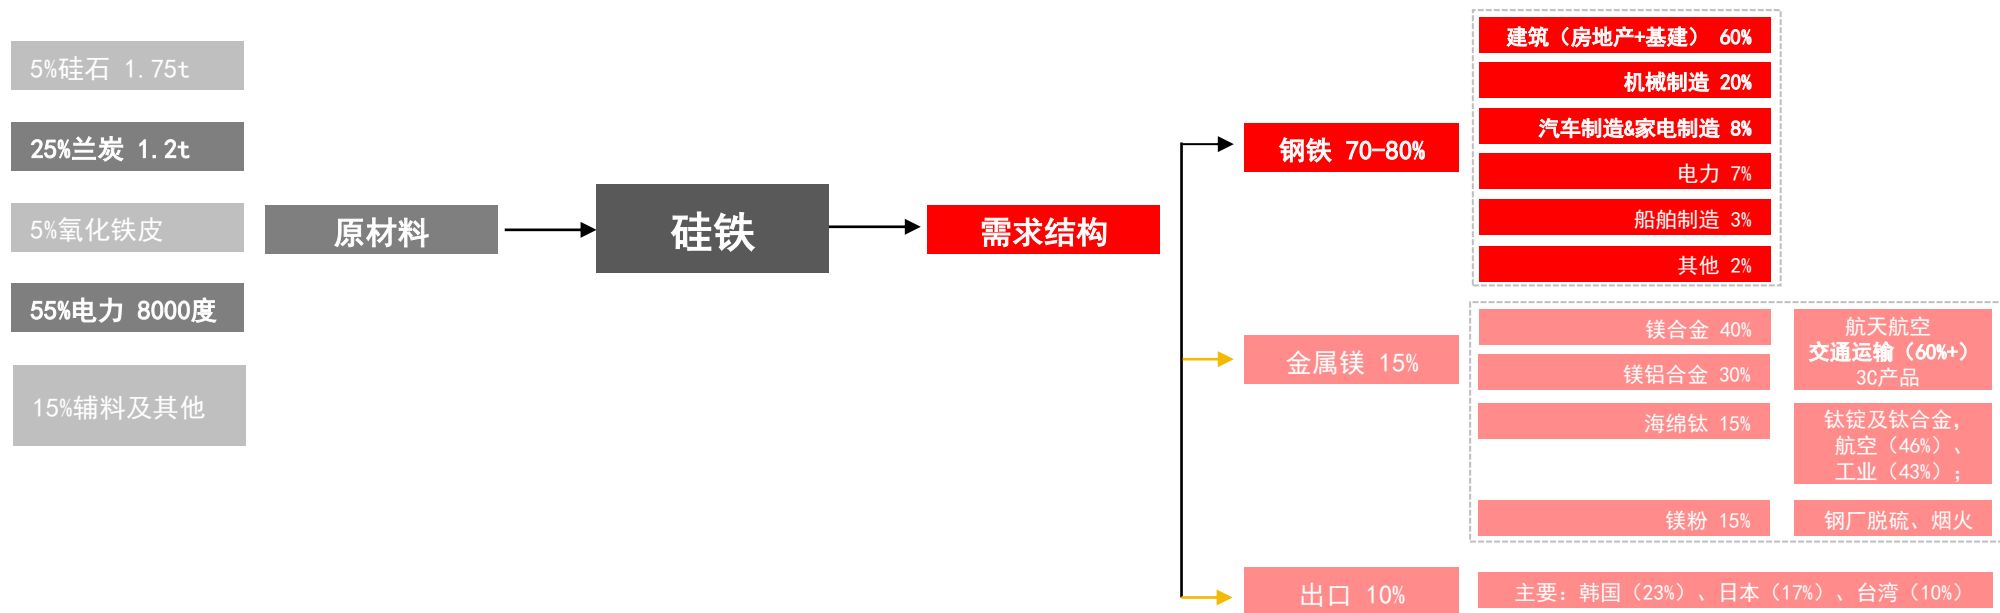 5%硅石 1.75t
25%兰炭 1.2t
5%氧化铁皮
55%电力 8000度
15%辅料及其他
原材料
硅铁
需求结构
钢铁 70-80%
建筑（房地产+基建） 60%
机械制造 20%
汽车制造&家电制造 8%
电力 7%
船舶制造 3%
其他 2%
金属镁 15%
镁合金 40%
镁铝合金 30%
海绵钛 15%
镁粉 15%
航天航空
交通运输（60%+）
3C产品
钛锭及钛合金，
航空（46%）、
工业（43%）；
钢厂脱硫、烟火
出口 10%
主要：韩国（23%）、日本（17%）、台湾（10%）